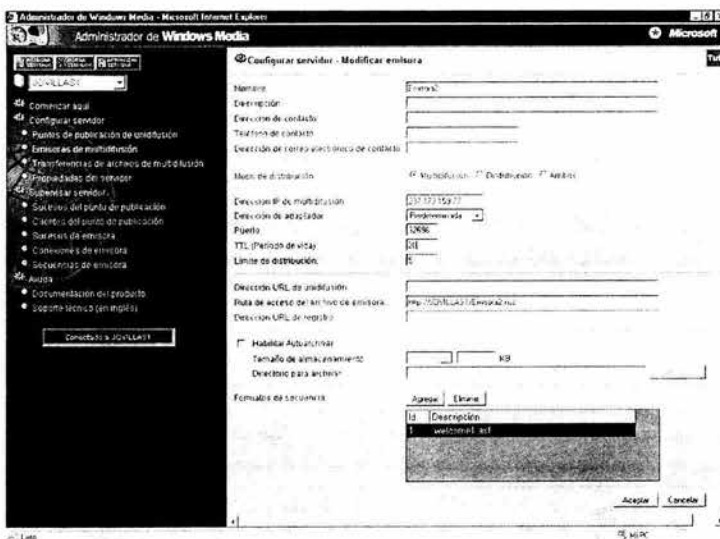 Administrador de Windows Media - Microsoft Internet Explorer
Administrador de Windows Media
Microsoft
JOVILLAS1
Comenzar aquí
Configurar servidor
Puntos de publicación de unidifusión
Emisoras de multidifusión
Transferencias de archivos de multidifusión
Propiedades del servidor
Supervisar servidor
Sucesos del punto de publicación
Clientes del punto de publicación
Sucesos de emisora
Conexiones de emisora
Secuencias de emisora
Ayuda
Documentación del producto
Soporte técnico (en inglés)
Conectado a JOVILLAS1
Configurar servidor - Modificar emisora
Nombre: Emisora2
Descripción:
Dirección de contacto:
Teléfono de contacto:
Dirección de correo electrónico de contacto:
Modo de distribución: Multidifusión Distribución Ambos
Dirección IP de multidifusión:
Dirección de adaptador: Predeterminada
Puerto:
TTL (Período de vida):
Límite de distribución:
Dirección URL de unidifusión:
Ruta de acceso del archivo de emisora:
Dirección URL de registro:
Habilitar Autoarchivar
Tamaño de almacenamiento KB
Directorio para archivar
Formatos de secuencia: Agregar Eliminar
Id Descripción
1 welcome1.asf
Aceptar Cancelar
Listo
Mi PC